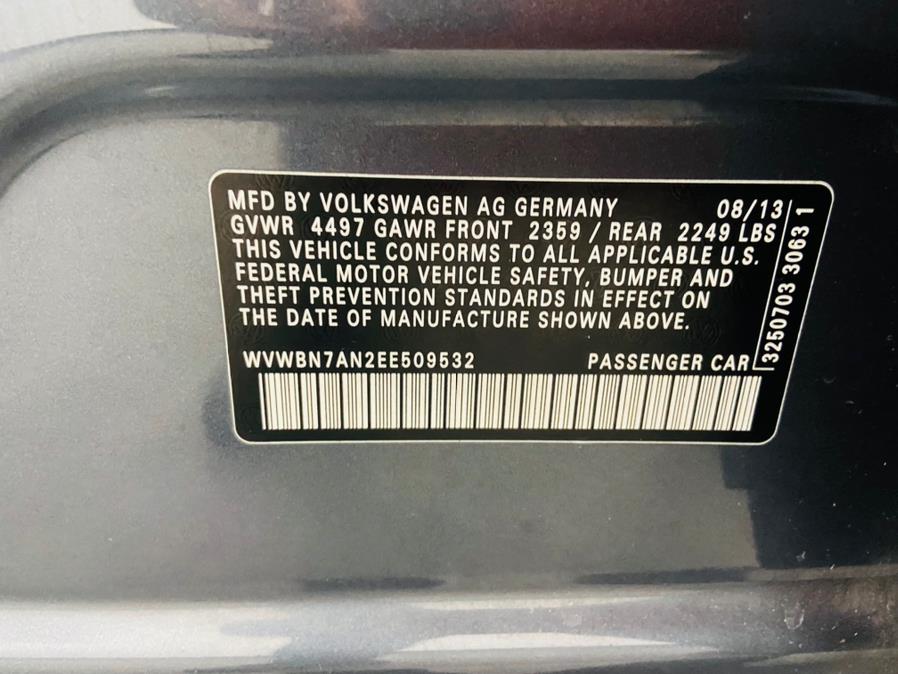 MFD BY VOLKSWAGEN AG GERMANY 08/13
GVWR 4497 GAWR FRONT 2359 / REAR 2249 LBS
THIS VEHICLE CONFORMS TO ALL APPLICABLE U.S.
FEDERAL MOTOR VEHICLE SAFETY, BUMPER AND
THEFT PREVENTION STANDARDS IN EFFECT ON
THE DATE OF MANUFACTURE SHOWN ABOVE.
WVWBN7AN2EE509532 PASSENGER CAR
3250703 3063 1